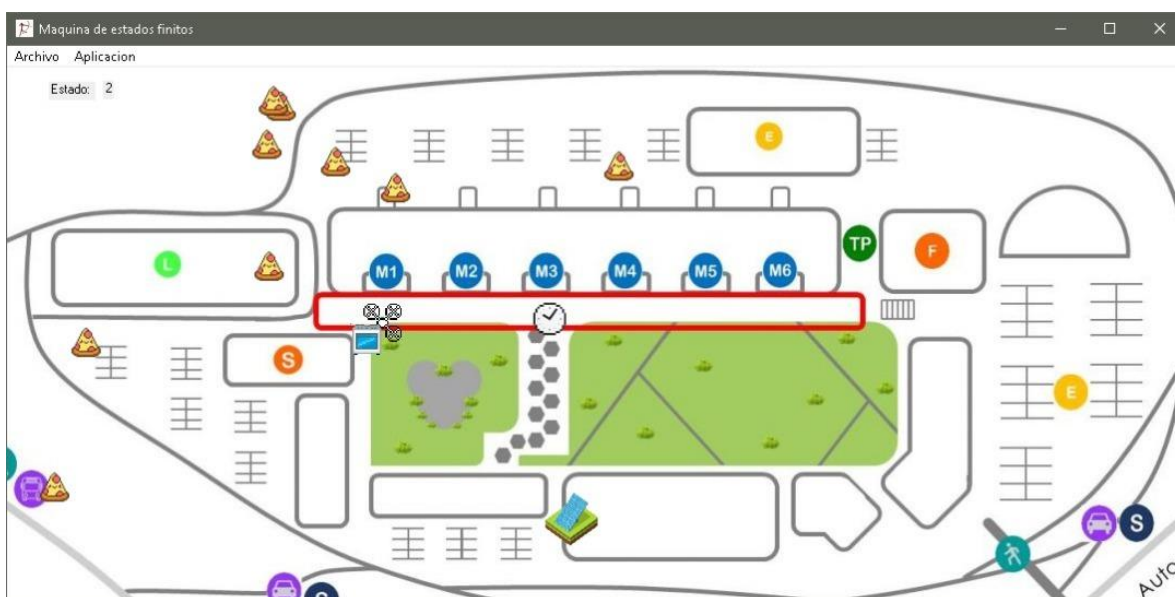 Maquina de estados finitos
Archivo Aplicacion
Estado: 2
E
L
M1 M2 M3 M4 M5 M6
TP
F
S
E
S
S
Auto